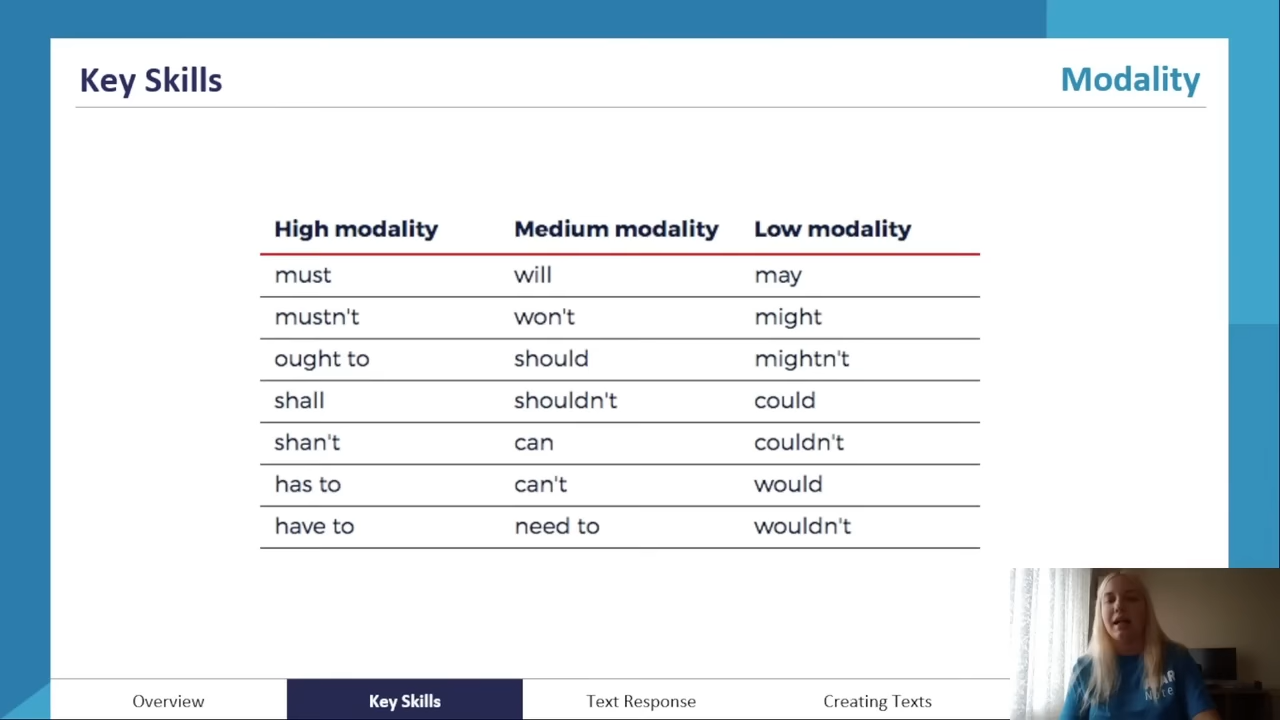 Key Skills
Modality
High modality Medium modality Low modality
must will may
mustn't won't might
ought to should mightn't
shall shouldn't could
shan't can couldn't
has to can't would
have to need to wouldn't
Overview Key Skills Text Response Creating Texts